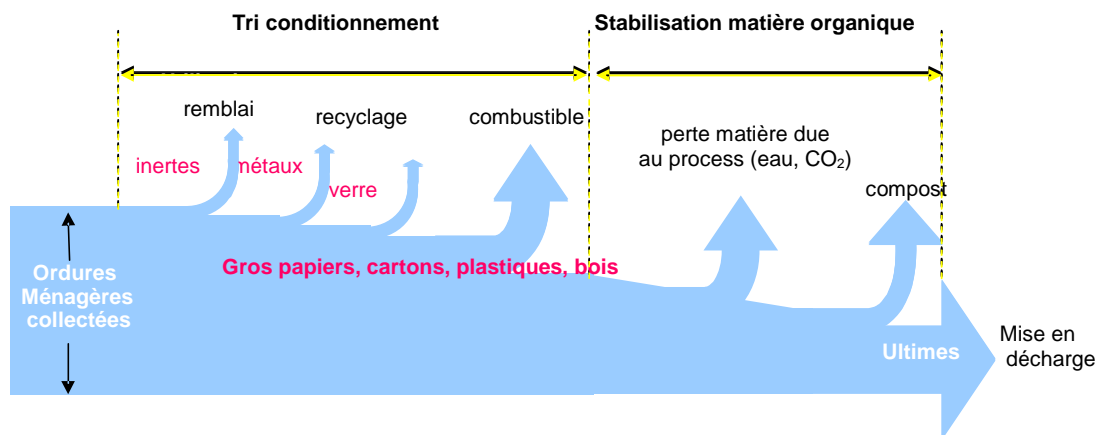 Tri conditionnement
Stabilisation matière organique
remblai
recyclage
combustible
perte matière due
au process (eau, CO₂)
inertes
métaux
verre
compost
Gros papiers, cartons, plastiques, bois
Ordures
Ménagères
collectées
Ultimes
Mise en
décharge